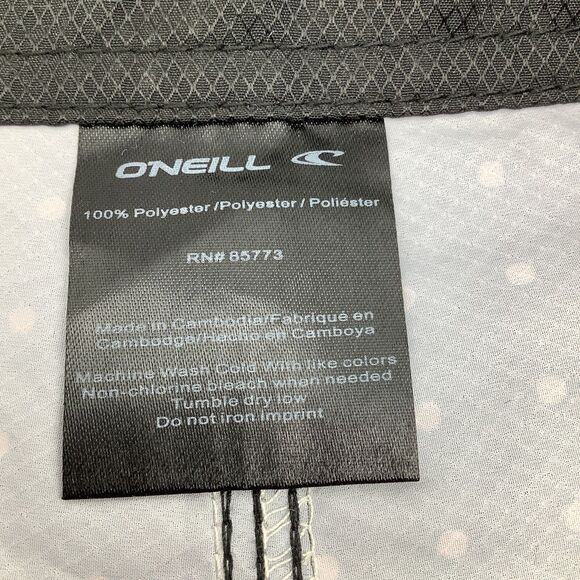 O'NEILL
100% Polyester /Polyester / Poliéster
RN# 85773
Made in Cambodia/Fabriqué en
Cambodge/Hecho en Camboya
Machine Wash Cold With like colors
Non-chlorine bleach when needed
Tumble dry low
Do not iron imprint